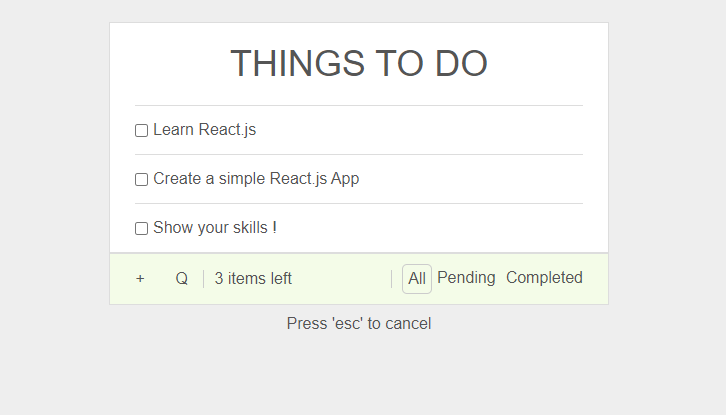 THINGS TO DO
Learn React.js
Create a simple React.js App
Show your skills !
+ Q 3 items left All Pending Completed
Press 'esc' to cancel